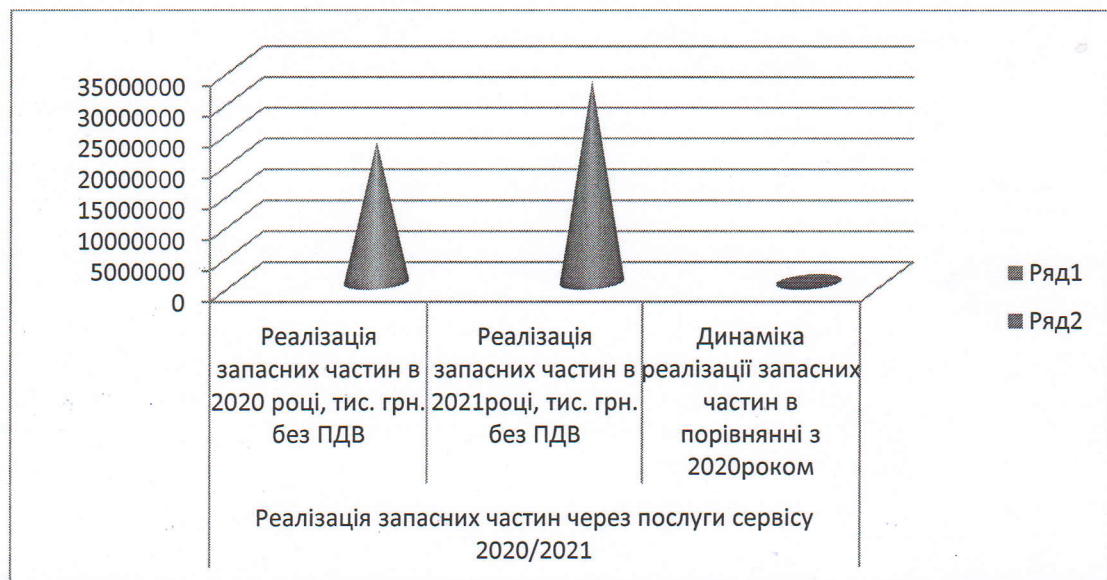 35000000
30000000
25000000
20000000
15000000
10000000
5000000
0
Реалізація
запасних частин в
2020 році, тис. грн.
без ПДВ
Реалізація
запасних частин в
2021році, тис. грн.
без ПДВ
Динаміка
реалізації запасних
частин в
порівнянні з
2020роком
Реалізація запасних частин через послуги сервісу
2020/2021
Ряд1
Ряд2